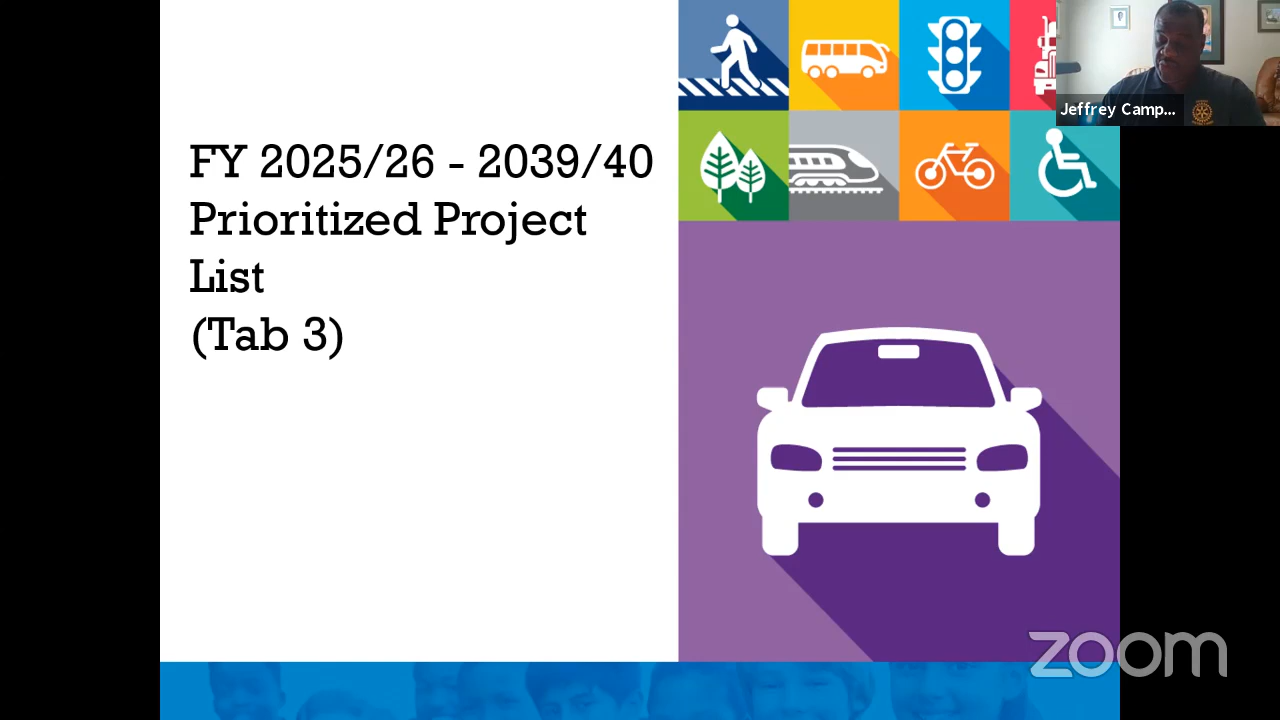 FY 2025/26 - 2039/40
Prioritized Project
List
(Tab 3)
Jeffrey Camp...
zoom